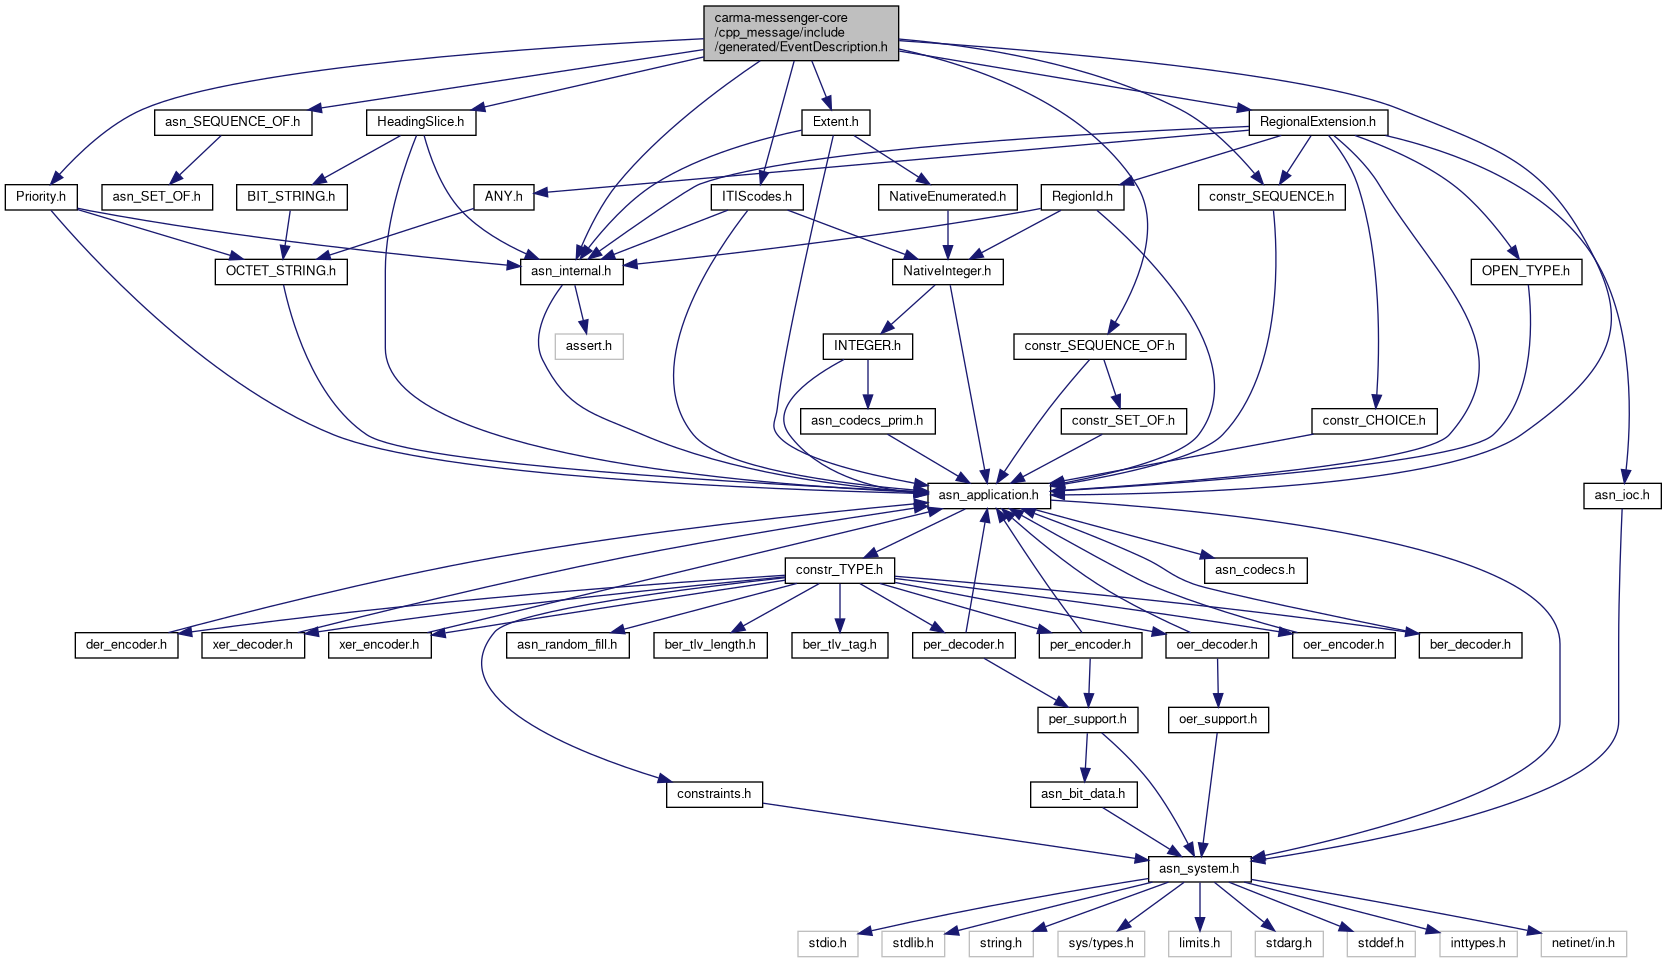 carma-messenger-core
/cpp_message/include
/generated/EventDescription.h
asn_SEQUENCE_OF.h
HeadingSlice.h
Extent.h
RegionalExtension.h
Priority.h
asn_SET_OF.h
BIT_STRING.h
ANY.h
ITIScodes.h
NativeEnumerated.h
RegionId.h
constr_SEQUENCE.h
OCTET_STRING.h
asn_internal.h
NativeInteger.h
OPEN_TYPE.h
assert.h
INTEGER.h
constr_SEQUENCE_OF.h
asn_codecs_prim.h
constr_SET_OF.h
constr_CHOICE.h
asn_application.h
asn_ioc.h
constr_TYPE.h
asn_codecs.h
der_encoder.h
xer_decoder.h
xer_encoder.h
asn_random_fill.h
ber_tlv_length.h
ber_tlv_tag.h
per_decoder.h
per_encoder.h
oer_decoder.h
oer_encoder.h
ber_decoder.h
per_support.h
oer_support.h
constraints.h
asn_bit_data.h
asn_system.h
stdio.h
stdlib.h
string.h
sys/types.h
limits.h
stdarg.h
stddef.h
inttypes.h
netinet/in.h